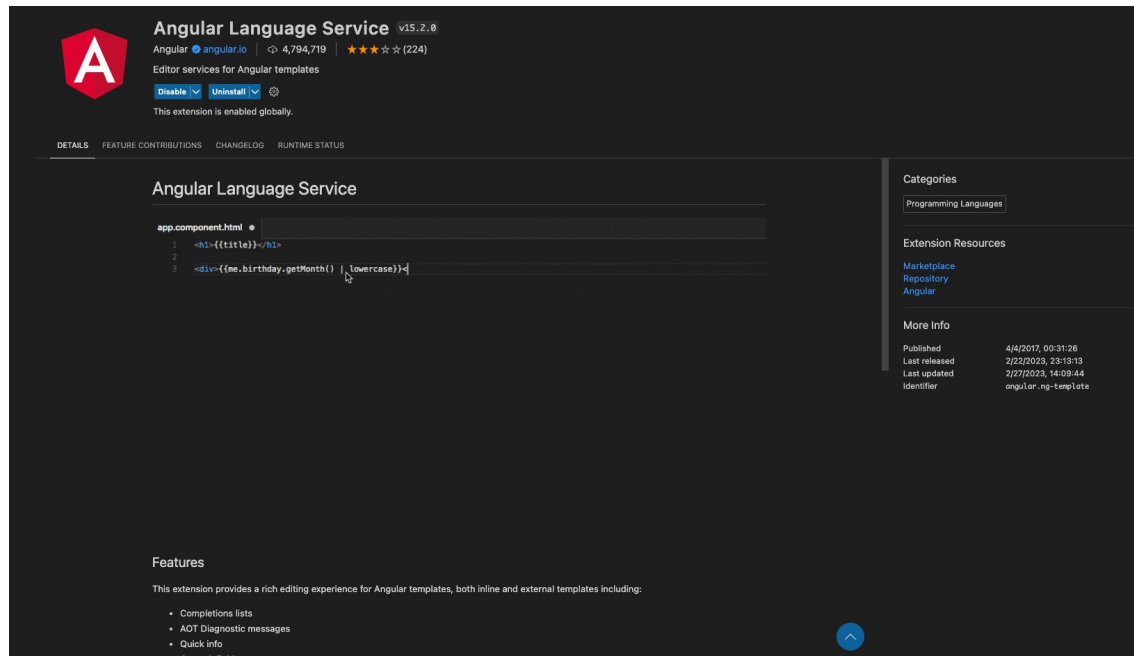 Angular Language Service v15.2.0
Angular angular.io | 4,794,719 | ★★★☆☆(224)
Editor services for Angular templates
Disable Uninstall
This extension is enabled globally.
DETAILS FEATURE CONTRIBUTIONS CHANGELOG RUNTIME STATUS
Angular Language Service
app.component.html ●
1 <h1>{{title}}</h1>
2
3 <div>{{me.birthday.getMonth() | lowercase}}<
Features
This extension provides a rich editing experience for Angular templates, both inline and external templates including:
• Completions lists
• AOT Diagnostic messages
• Quick info
Categories
Programming Languages
Extension Resources
Marketplace
Repository
Angular
More Info
Published 4/4/2017, 00:31:26
Last released 2/22/2023, 23:13:13
Last updated 2/27/2023, 14:09:44
Identifier angular.ng-template